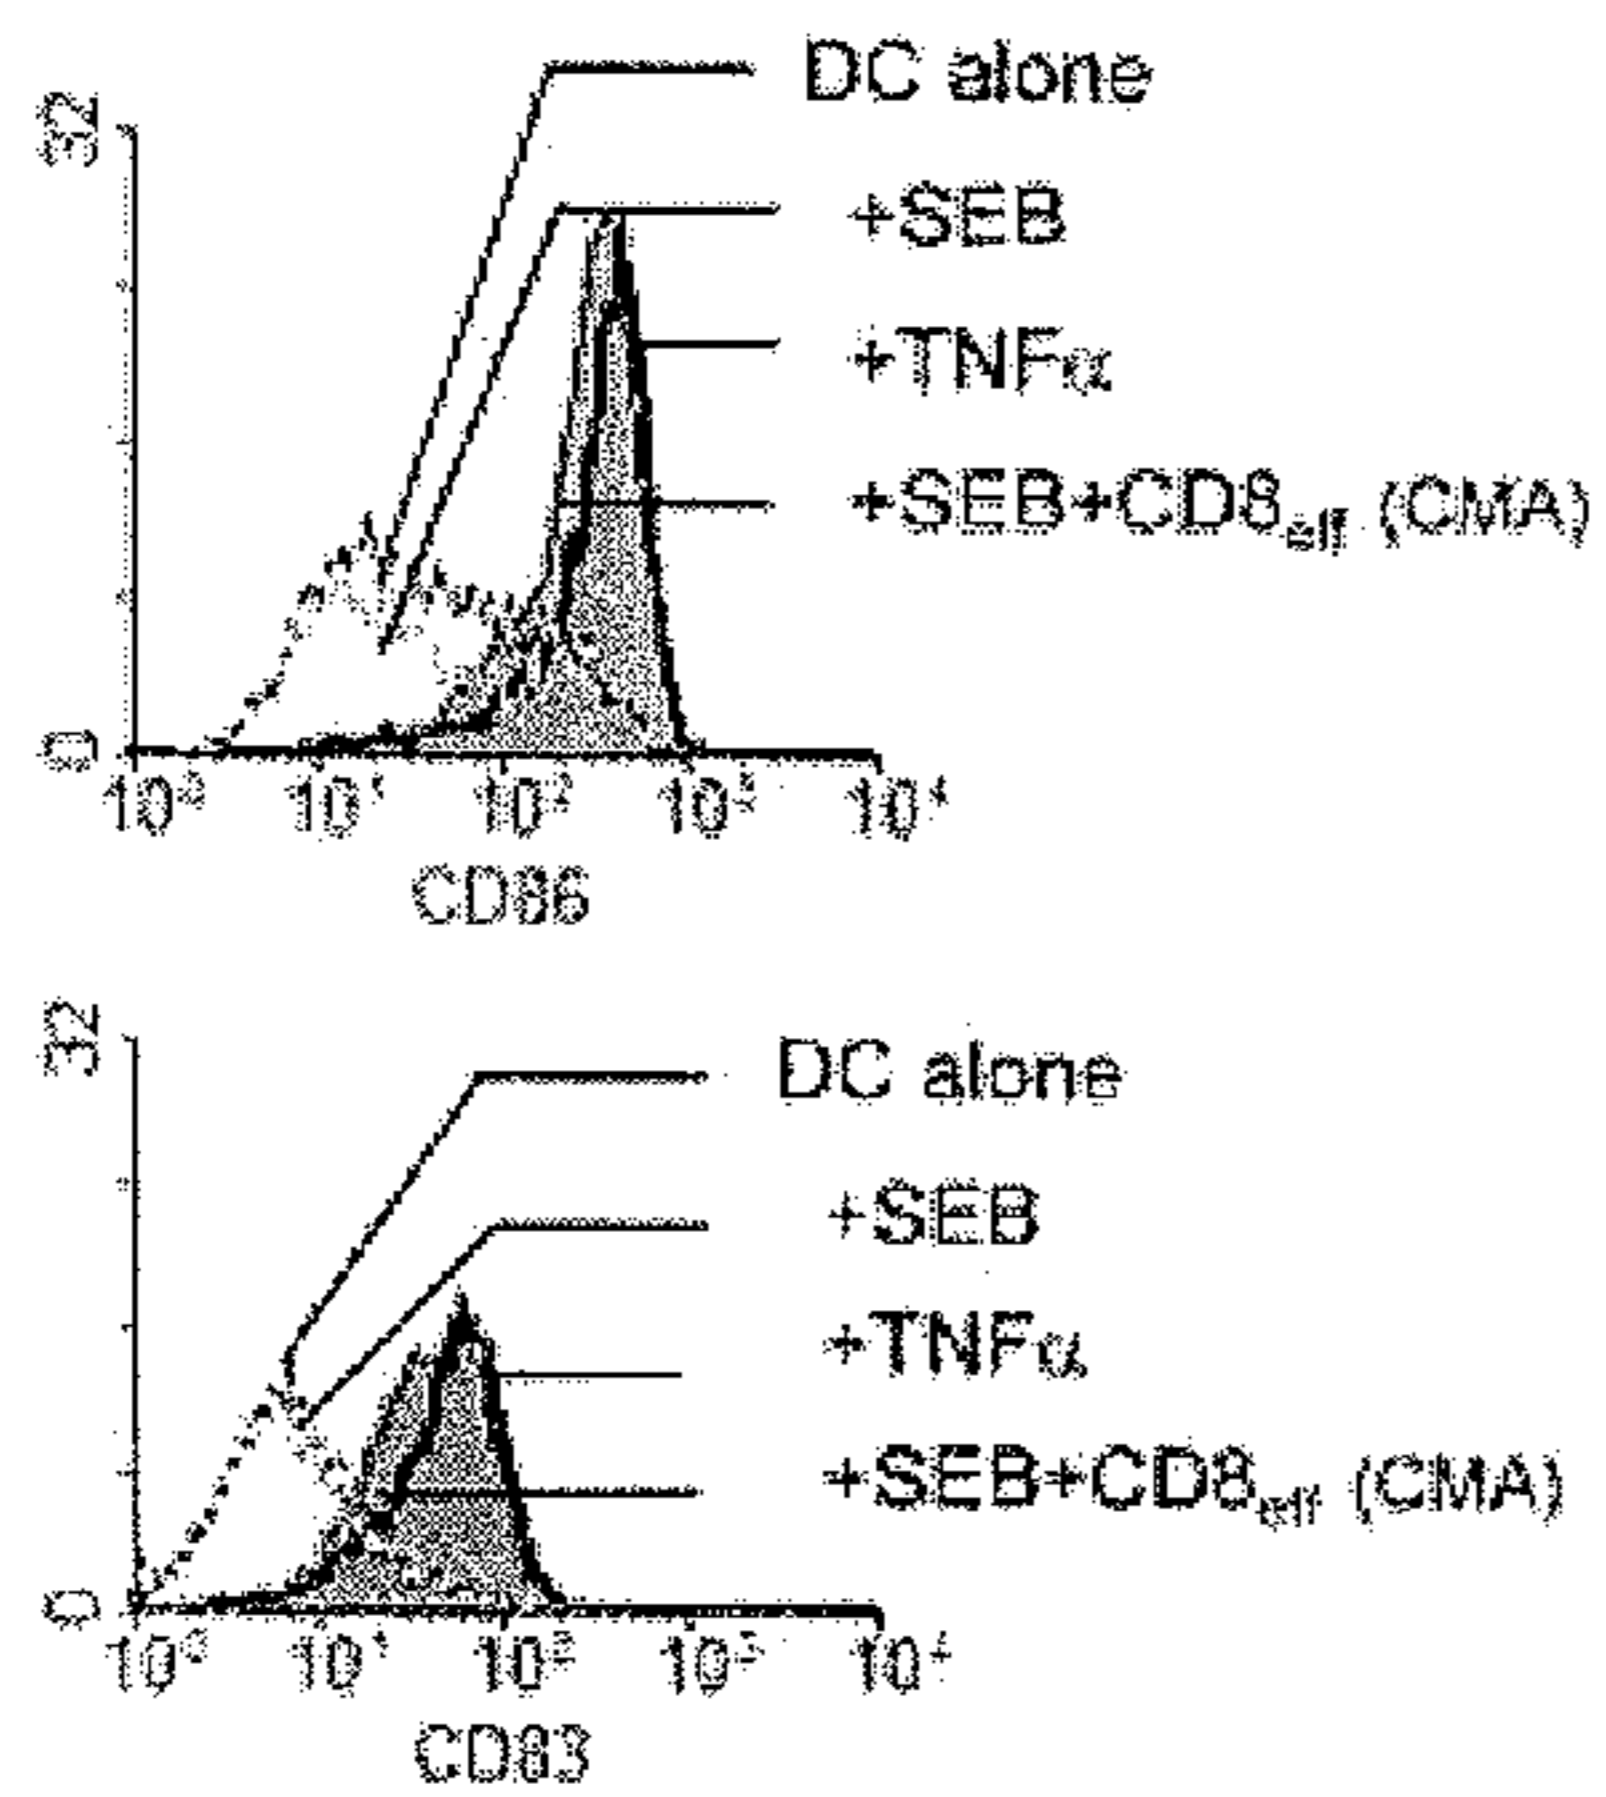 32
DC alone
+SEB
+TNFα
+SEB+CD8eff (CMA)
0
10⁰ 10¹ 10² 10³ 10⁴
CD86
32
DC alone
+SEB
+TNFα
+SEB+CD8eff (CMA)
0
10⁰ 10¹ 10² 10³ 10⁴
CD83